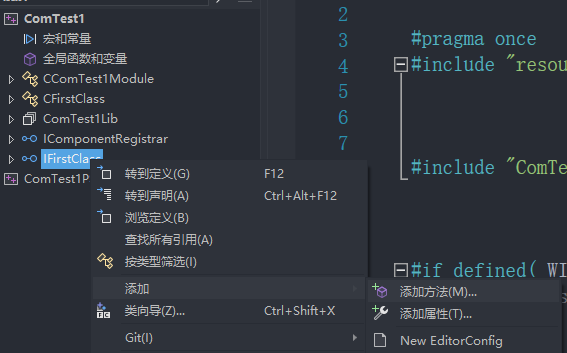 ComTest1
宏和常量
全局函数和变量
CComTest1Module
CFirstClass
ComTest1Lib
IComponentRegistrar
IFirstClass
ComTest1P
转到定义(G) F12
转到声明(A) Ctrl+Alt+F12
浏览定义(B)
查找所有引用(A)
按类型筛选(I)
添加
类向导(Z)... Ctrl+Shift+X
Git(I)
添加方法(M)...
添加属性(T)...
New EditorConfig
2
3 #pragma once
4 #include "resou
5
6
7
#include "ComTe
#if defined(_WI